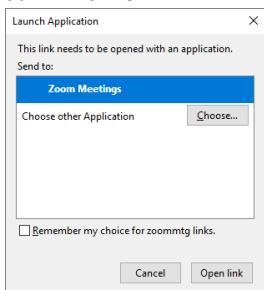 Launch Application
This link needs to be opened with an application.
Send to:
Zoom Meetings
Choose other Application
Choose...
Remember my choice for zoommtg links.
Cancel
Open link